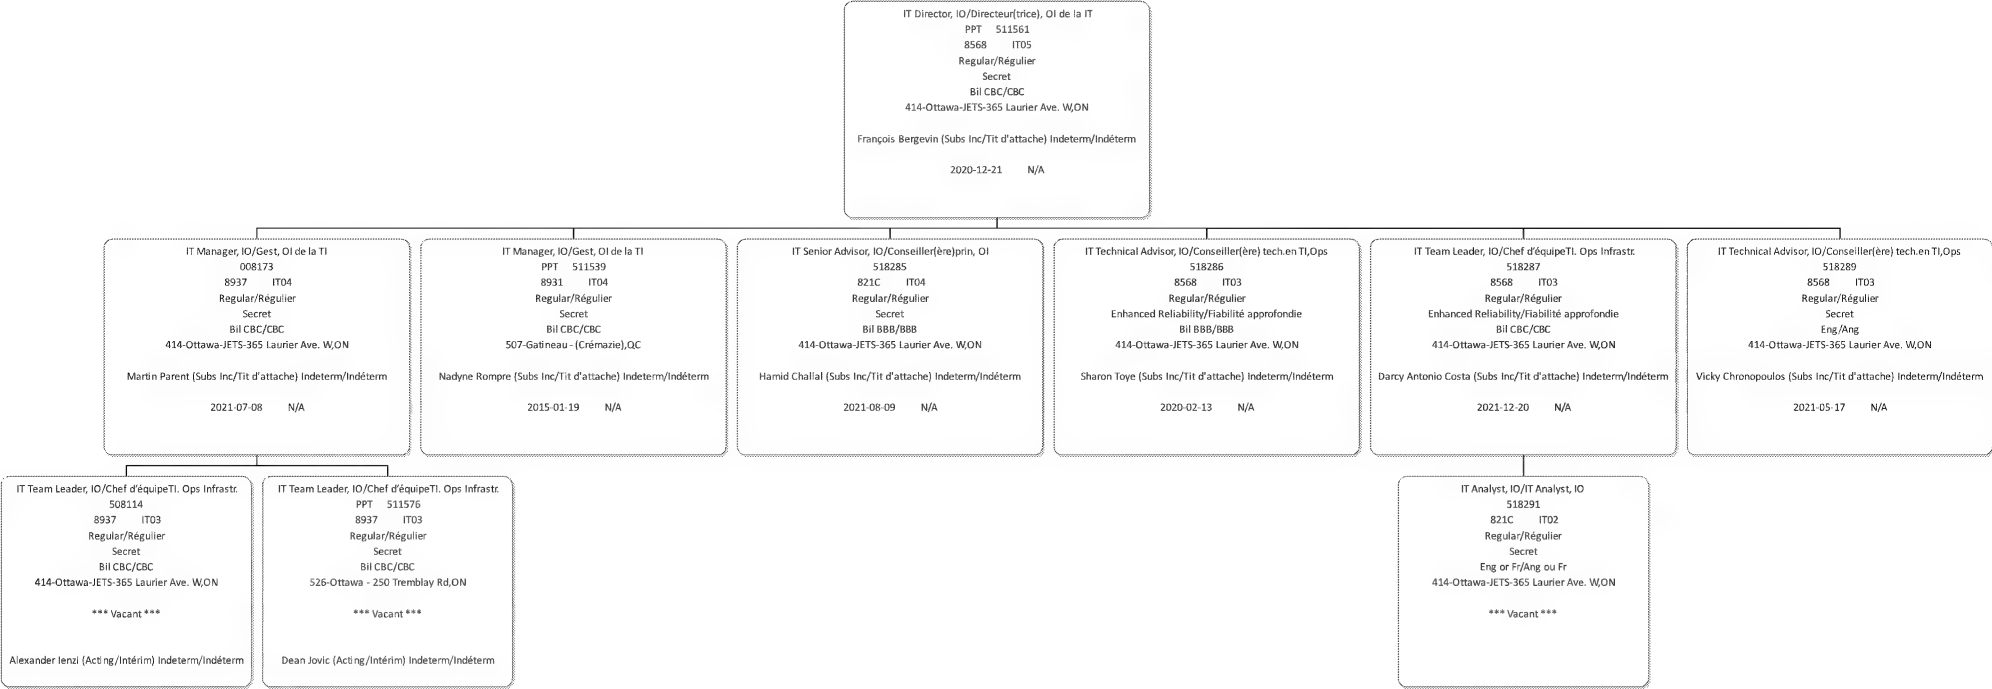 IT Director, IO/Directeur(trice), OI de la IT
PPT 511561
8568 IT05
Regular/Régulier
Secret
Bil CBC/CBC
414-Ottawa-JETS-365 Laurier Ave. W,ON
François Bergevin (Subs Inc/Tit d'attache) Indeterm/Indéterm
2020-12-21 N/A
IT Manager, IO/Gest, OI de la TI
008173
8937 IT04
Regular/Régulier
Secret
Bil CBC/CBC
414-Ottawa-JETS-365 Laurier Ave. W,ON
Martin Parent (Subs Inc/Tit d'attache) Indeterm/Indéterm
2021-07-08 N/A
IT Manager, IO/Gest, OI de la TI
PPT 511539
8931 IT04
Regular/Régulier
Secret
Bil CBC/CBC
507-Gatineau - (Crémazie),QC
Nadyne Rompre (Subs Inc/Tit d'attache) Indeterm/Indéterm
2015-01-19 N/A
IT Senior Advisor, IO/Conseiller(ère)prin, OI
518285
821C IT04
Regular/Régulier
Secret
Bil BBB/BBB
414-Ottawa-JETS-365 Laurier Ave. W,ON
Hamid Challal (Subs Inc/Tit d'attache) Indeterm/Indéterm
2021-08-09 N/A
IT Technical Advisor, IO/Conseiller(ère) tech.en TI,Ops
518286
8568 IT03
Regular/Régulier
Enhanced Reliability/Fiabilité approfondie
Bil BBB/BBB
414-Ottawa-JETS-365 Laurier Ave. W,ON
Sharon Toye (Subs Inc/Tit d'attache) Indeterm/Indéterm
2020-02-13 N/A
IT Team Leader, IO/Chef d'équipeTI. Ops Infrastr.
518287
8568 IT03
Regular/Régulier
Enhanced Reliability/Fiabilité approfondie
Bil CBC/CBC
414-Ottawa-JETS-365 Laurier Ave. W,ON
Darcy Antonio Costa (Subs Inc/Tit d'attache) Indeterm/Indéterm
2021-12-20 N/A
IT Technical Advisor, IO/Conseiller(ère) tech.en TI,Ops
518289
8568 IT03
Regular/Régulier
Secret
Eng/Ang
414-Ottawa-JETS-365 Laurier Ave. W,ON
Vicky Chronopoulos (Subs Inc/Tit d'attache) Indeterm/Indéterm
2021-05-17 N/A
IT Team Leader, IO/Chef d'équipeTI. Ops Infrastr.
508114
8937 IT03
Regular/Régulier
Secret
Bil CBC/CBC
414-Ottawa-JETS-365 Laurier Ave. W,ON
*** Vacant ***
Alexander Ienzi (Acting/Intérim) Indeterm/Indéterm
IT Team Leader, IO/Chef d'équipeTI. Ops Infrastr.
PPT 511576
8937 IT03
Regular/Régulier
Secret
Bil CBC/CBC
526-Ottawa - 250 Tremblay Rd,ON
*** Vacant ***
Dean Jovic (Acting/Intérim) Indeterm/Indéterm
IT Analyst, IO/IT Analyst, IO
518291
821C IT02
Regular/Régulier
Secret
Eng or Fr/Ang ou Fr
414-Ottawa-JETS-365 Laurier Ave. W,ON
*** Vacant ***